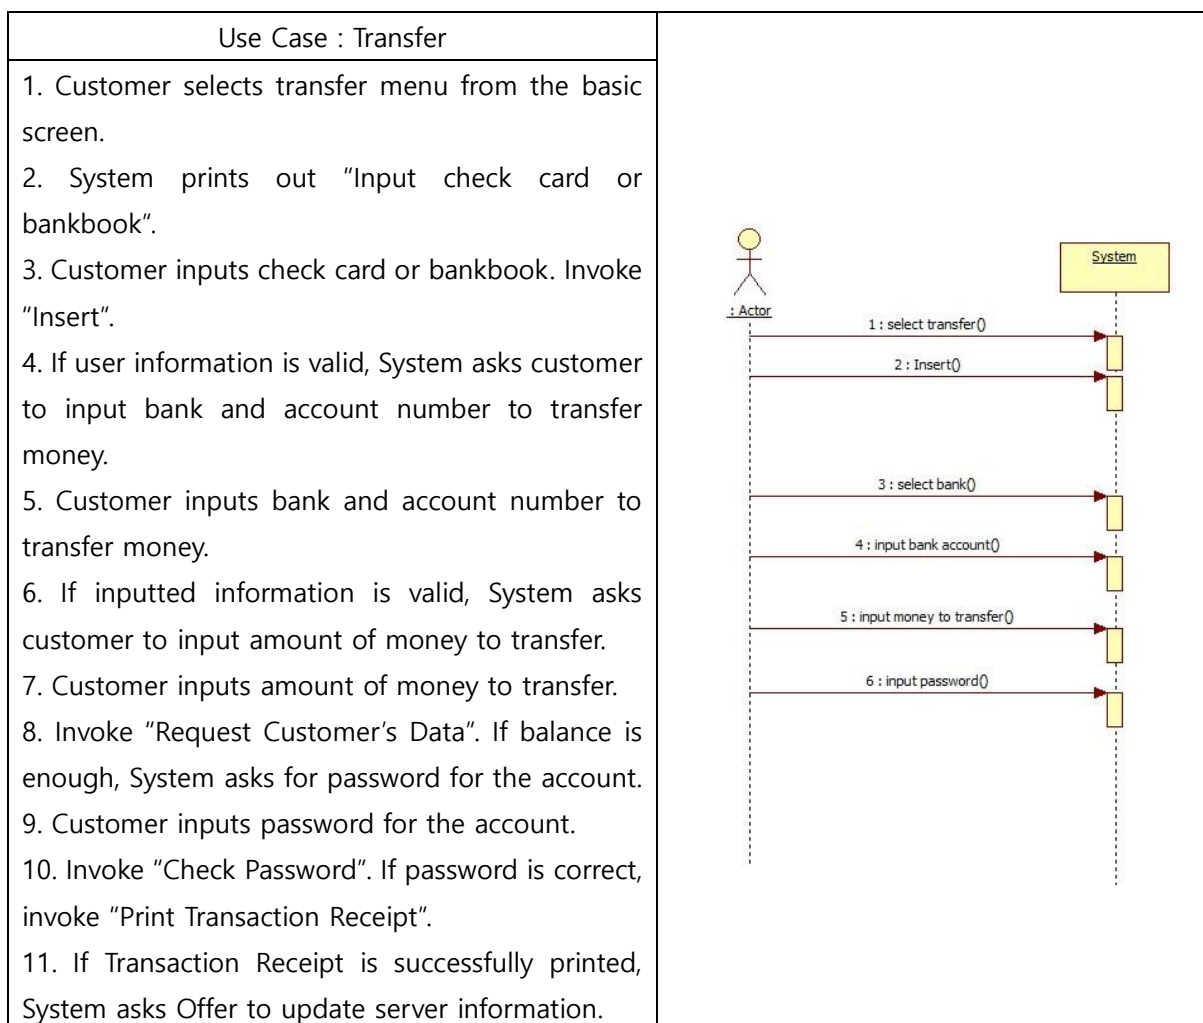 Use Case : Transfer
1. Customer selects transfer menu from the basic
screen.
2. System prints out “Input check card or
bankbook”.
3. Customer inputs check card or bankbook. Invoke
“Insert”.
4. If user information is valid, System asks customer
to input bank and account number to transfer
money.
5. Customer inputs bank and account number to
transfer money.
6. If inputted information is valid, System asks
customer to input amount of money to transfer.
7. Customer inputs amount of money to transfer.
8. Invoke “Request Customer’s Data”. If balance is
enough, System asks for password for the account.
9. Customer inputs password for the account.
10. Invoke “Check Password”. If password is correct,
invoke “Print Transaction Receipt”.
11. If Transaction Receipt is successfully printed,
System asks Offer to update server information.
: Actor
System
1 : select transfer()
2 : Insert()
3 : select bank()
4 : input bank account()
5 : input money to transfer()
6 : input password()